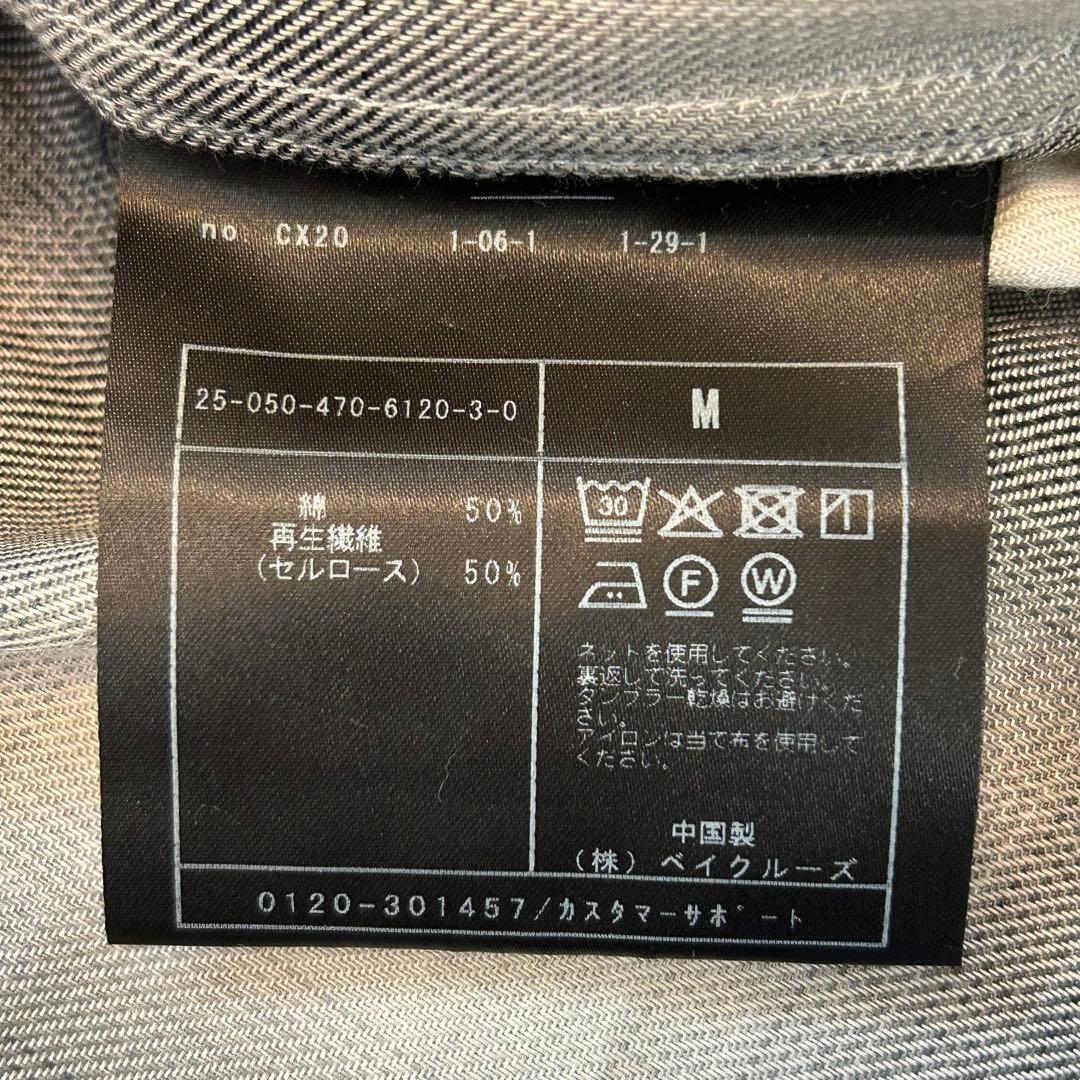 no. CX20 1-06-1 1-29-1
25-050-470-6120-3-0 M
綿 50%
再生繊維
(セルロース) 50%
30
F W
ネットを使用してください。
裏返して洗ってください。
タンブラー乾燥はお避けくだ
さい。
アイロンは当て布を使用して
ください。
中国製
(株) ベイクルーズ
0120-301457/カスタマーサポート